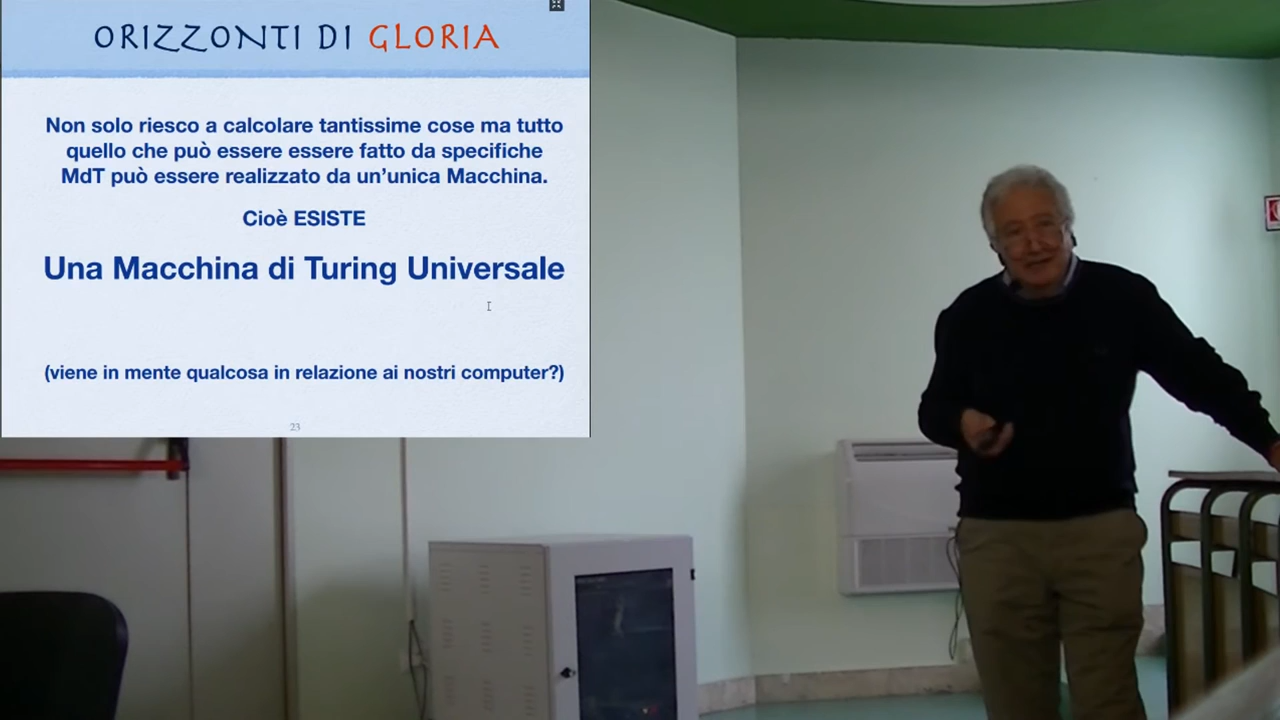 ORIZZONTI DI GLORIA
Non solo riesco a calcolare tantissime cose ma tutto
quello che può essere essere fatto da specifiche
MdT può essere realizzato da un’unica Macchina.
Cioè ESISTE
Una Macchina di Turing Universale
(viene in mente qualcosa in relazione ai nostri computer?)
23